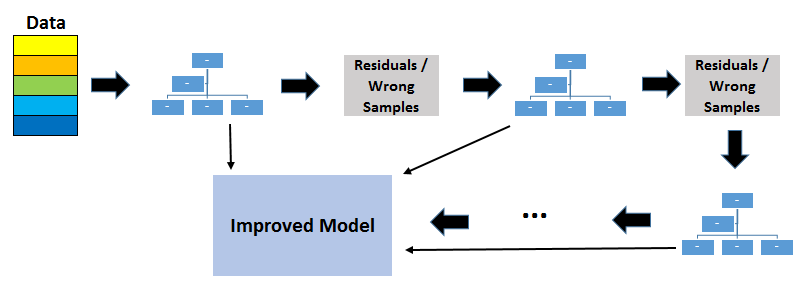 Data
Residuals /
Wrong
Samples
Residuals /
Wrong
Samples
-
-
- - -
-
-
- - -
Improved Model
...
-
-
- - -